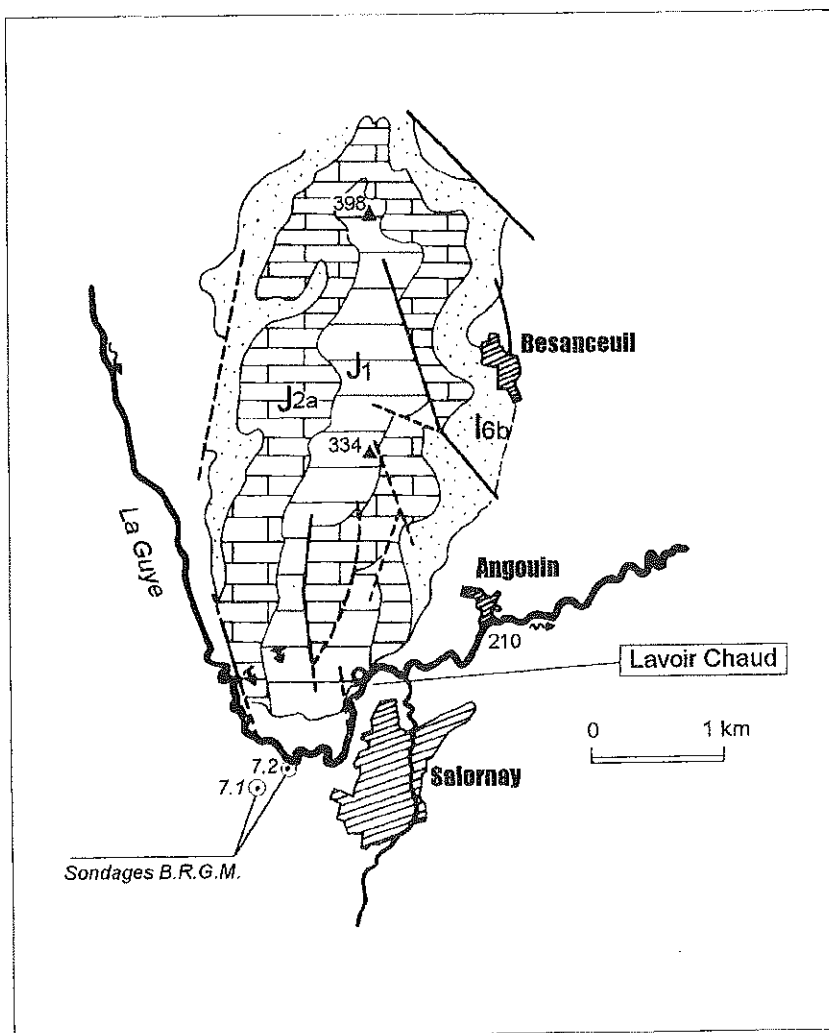 398
Besanceuil
J1
J2a
l6b
334
La Guye
Angouin
210
Lavoir Chaud
0 1 km
7.2
7.1
Salornay
Sondages B.R.G.M.